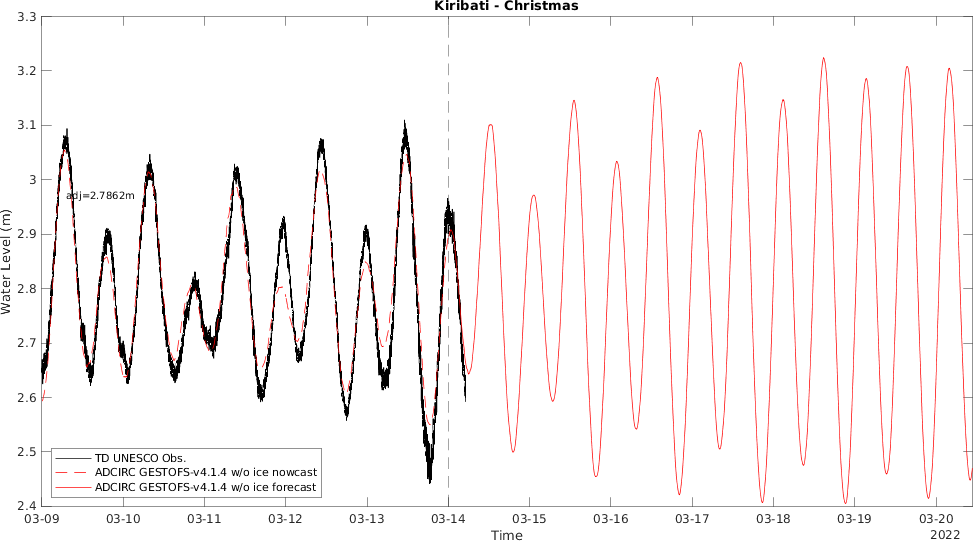 Kiribati - Christmas
3.3
3.2
3.1
3
2.9
2.8
2.7
2.6
2.5
2.4
Water Level (m)
adj=2.7862m
TD UNESCO Obs.
ADCIRC GESTOFS-v4.1.4 w/o ice nowcast
ADCIRC GESTOFS-v4.1.4 w/o ice forecast
03-09 03-10 03-11 03-12 03-13 03-14 03-15 03-16 03-17 03-18 03-19 03-20
2022
Time